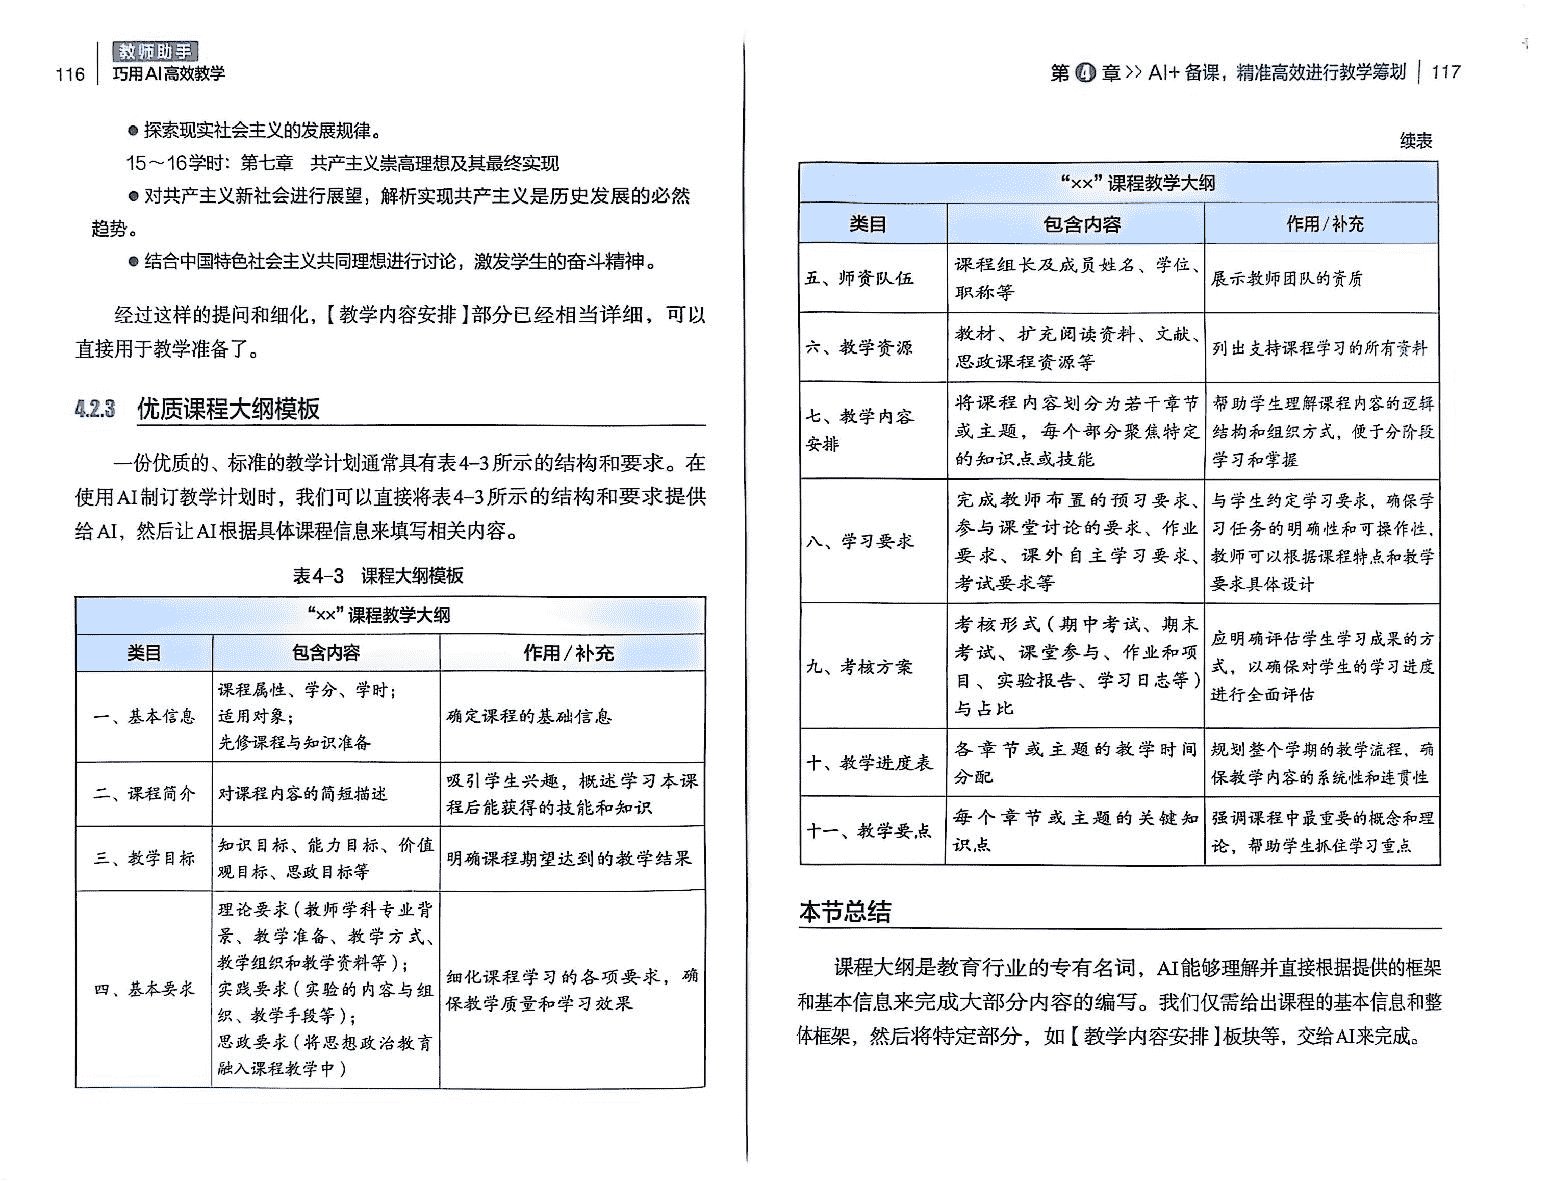 116
教师助手
巧用AI高效教学
●探索现实社会主义的发展规律。
15～16学时：第七章 共产主义崇高理想及其最终实现
●对共产主义新社会进行展望，解析实现共产主义是历史发展的必然
趋势。
●结合中国特色社会主义共同理想进行讨论，激发学生的奋斗精神。
经过这样的提问和细化，【教学内容安排】部分已经相当详细，可以
直接用于教学准备了。
4.2.3 优质课程大纲模板
一份优质的、标准的教学计划通常具有表4-3所示的结构和要求。在
使用AI制订教学计划时，我们可以直接将表4-3所示的结构和要求提供
给AI，然后让AI根据具体课程信息来填写相关内容。
表4-3 课程大纲模板
“××”课程教学大纲
类目 包含内容 作用/补充
一、基本信息
课程属性、学分、学时；
适用对象；
先修课程与知识准备
确定课程的基础信息
二、课程简介
对课程内容的简短描述
吸引学生兴趣，概述学习本课
程后能获得的技能和知识
三、教学目标
知识目标、能力目标、价值
观目标、思政目标等
明确课程期望达到的教学结果
四、基本要求
理论要求（教师学科专业背
景、教学准备、教学方式、
教学组织和教学资料等）；
实践要求（实验的内容与组
织、教学手段等）；
思政要求（将思想政治教育
融入课程教学中）
细化课程学习的各项要求，确
保教学质量和学习效果
第4章>> AI+备课，精准高效进行教学筹划 117
续表
“××”课程教学大纲
类目 包含内容 作用/补充
五、师资队伍
课程组长及成员姓名、学位、
职称等
展示教师团队的资质
六、教学资源
教材、扩充阅读资料、文献、
思政课程资源等
列出支持课程学习的所有资料
七、教学内容
安排
将课程内容划分为若干章节
或主题，每个部分聚焦特定
的知识点或技能
帮助学生理解课程内容的逻辑
结构和组织方式，便于分阶段
学习和掌握
八、学习要求
完成教师布置的预习要求、
参与课堂讨论的要求、作业
要求、课外自主学习要求、
考试要求等
与学生约定学习要求，确保学
习任务的明确性和可操作性，
教师可以根据课程特点和教学
要求具体设计
九、考核方案
考核形式（期中考试、期末
考试、课堂参与、作业和项
目、实验报告、学习日志等）
与占比
应明确评估学生学习成果的方
式，以确保对学生的学习进度
进行全面评估
十、教学进度表
各章节或主题的教学时间
分配
规划整个学期的教学流程，确
保教学内容的系统性和连贯性
十一、教学要点
每个章节或主题的关键知
识点
强调课程中最重要的概念和理
论，帮助学生抓住学习重点
本节总结
课程大纲是教育行业的专有名词，AI能够理解并直接根据提供的框架
和基本信息来完成大部分内容的编写。我们仅需给出课程的基本信息和整
体框架，然后将特定部分，如【教学内容安排】板块等，交给AI来完成。